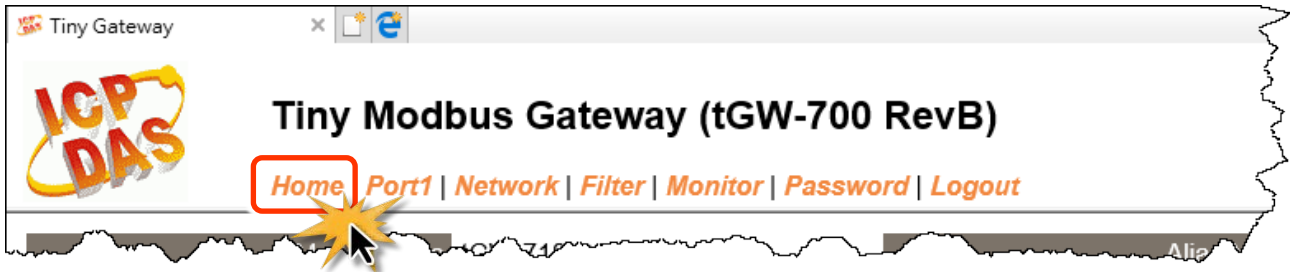 Tiny Gateway
ICP
DAS
Tiny Modbus Gateway (tGW-700 RevB)
Home Port1 | Network | Filter | Monitor | Password | Logout